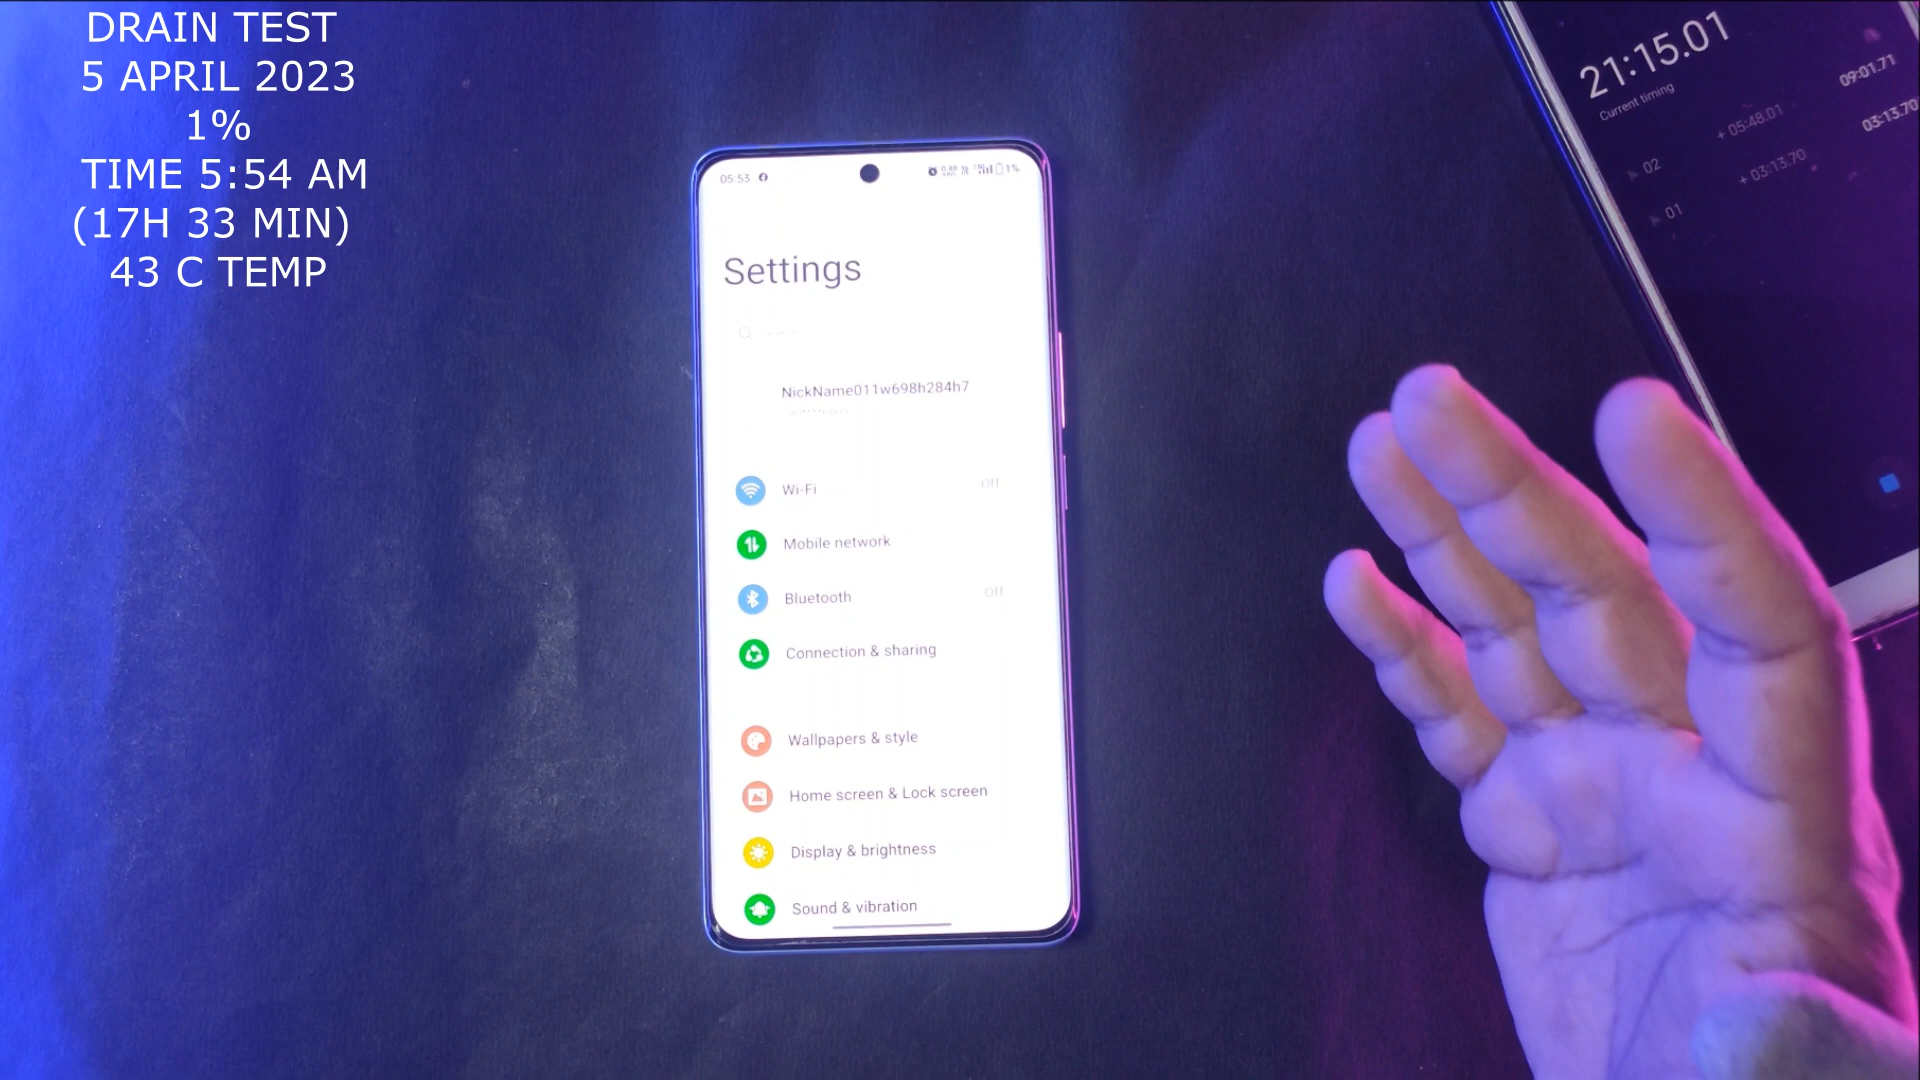 DRAIN TEST
5 APRIL 2023
1%
TIME 5:54 AM
(17H 33 MIN)
43 C TEMP
05:53
1%
Settings
NickName011w698h284h7
Wi-Fi Off
Mobile network
Bluetooth Off
Connection & sharing
Wallpapers & style
Home screen & Lock screen
Display & brightness
Sound & vibration
21:15.01
Current timing
02 + 05:48.01 09:01.71
01 + 03:13.70 03:13.70